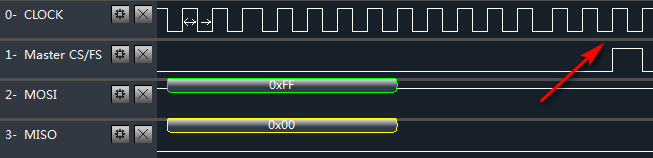 0- CLOCK
1- Master CS/FS
2- MOSI
0xFF
3- MISO
0x00